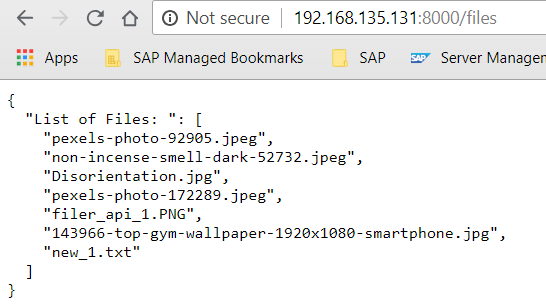 Not secure | 192.168.135.131:8000/files
Apps SAP Managed Bookmarks SAP SAP Server Manager
{
  "List of Files: ": [
    "pexels-photo-92905.jpeg",
    "non-incense-smell-dark-52732.jpeg",
    "Disorientation.jpg",
    "pexels-photo-172289.jpeg",
    "filer_api_1.PNG",
    "143966-top-gym-wallpaper-1920x1080-smartphone.jpg",
    "new_1.txt"
  ]
}